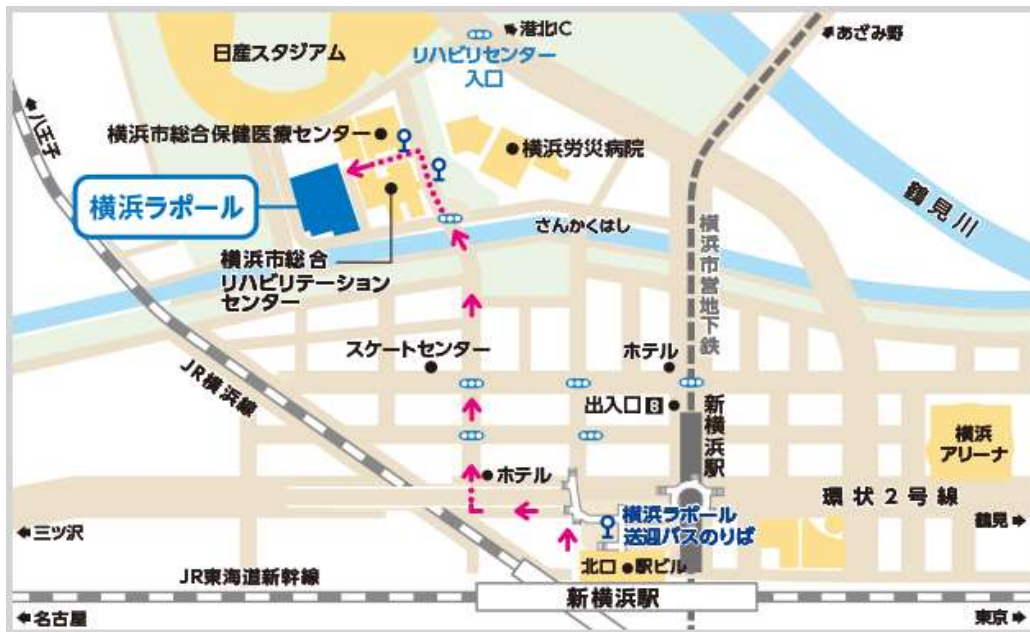 日産スタジアム
港北IC
リハビリセンター
入口
あざみ野
八王子
横浜市総合保健医療センター
横浜労災病院
横浜ラポール
鶴見川
さんかくはし
横浜市営地下鉄
横浜市総合
リハビリテーション
センター
JR横浜線
スケートセンター
ホテル
出入口8
新横浜駅
横浜
アリーナ
ホテル
環状2号線
横浜ラポール
送迎バスのりば
三ツ沢
鶴見
北口
駅ビル
JR東海道新幹線
新横浜駅
名古屋
東京